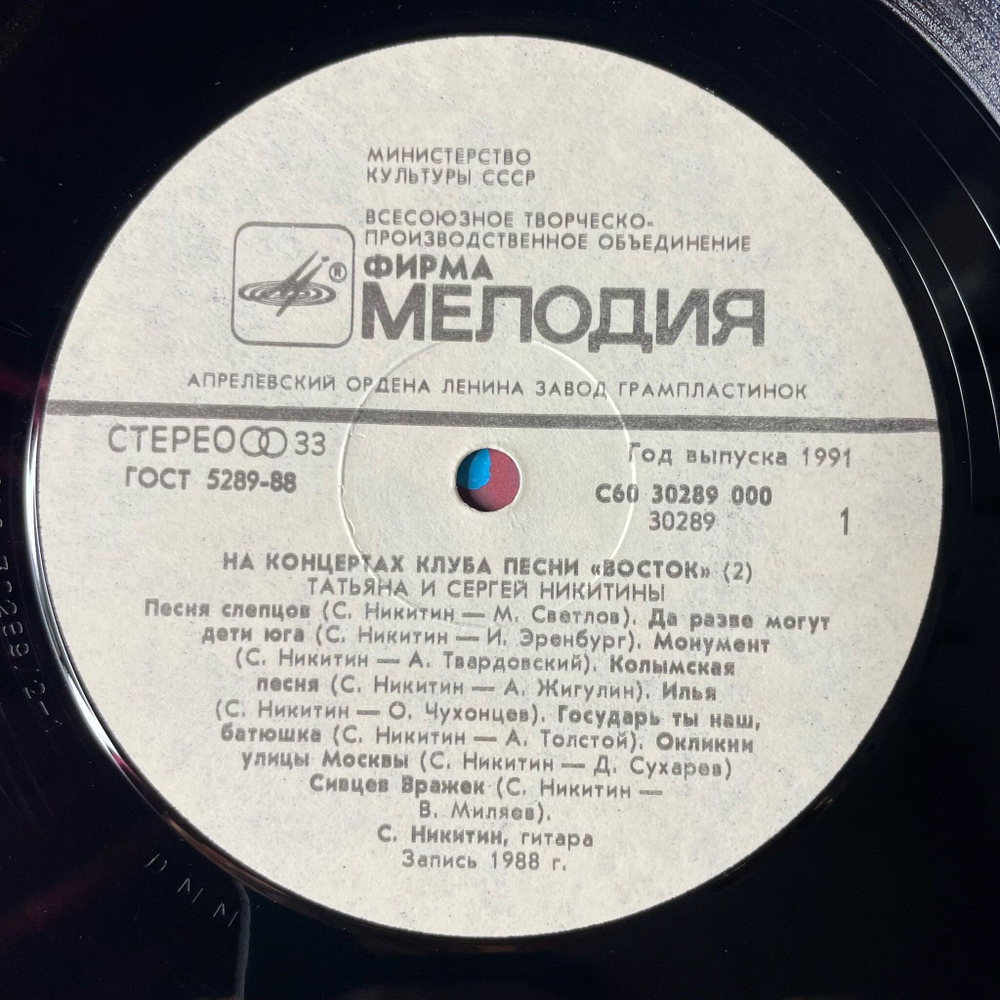 МИНИСТЕРСТВО
КУЛЬТУРЫ СССР
ВСЕСОЮЗНОЕ ТВОРЧЕСКО-
ПРОИЗВОДСТВЕННОЕ ОБЪЕДИНЕНИЕ
®
ФИРМА
МЕЛОДИЯ
АПРЕЛЕВСКИЙ ОРДЕНА ЛЕНИНА ЗАВОД ГРАМПЛАСТИНОК
СТЕРЕО 33
ГОСТ 5289-88
Год выпуска 1991
С60 30289 000
30289
1
НА КОНЦЕРТАХ КЛУБА ПЕСНИ «ВОСТОК» (2)
ТАТЬЯНА И СЕРГЕЙ НИКИТИНЫ
Песня слепцов (С. Никитин — М. Светлов). Да разве могут
дети юга (С. Никитин — И. Эренбург). Монумент
(С. Никитин — А. Твардовский). Колымская
песня (С. Никитин — А. Жигулин). Илья
(С. Никитин — О. Чухонцев). Государь ты наш,
батюшка (С. Никитин — А. Толстой). Окликни
улицы Москвы (С. Никитин — Д. Сухарев)
Сивцев Вражек (С. Никитин —
В. Миляев).
С. Никитин, гитара
Запись 1988 г.
DMM